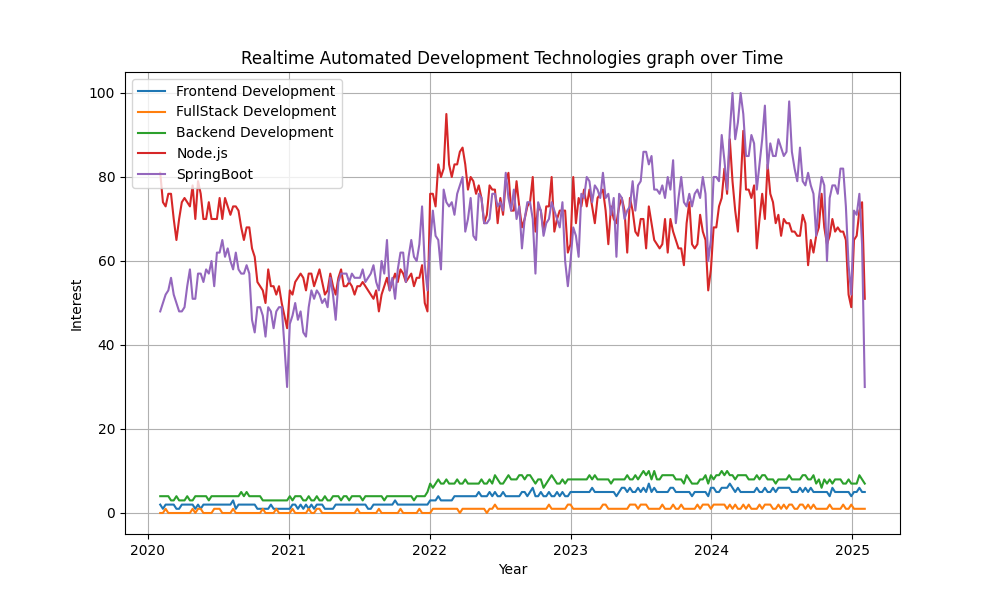 Realtime Automated Development Technologies graph over Time
Frontend Development
FullStack Development
Backend Development
Node.js
SpringBoot
100
80
60
40
20
0
Interest
2020
2021
2022
2023
2024
2025
Year